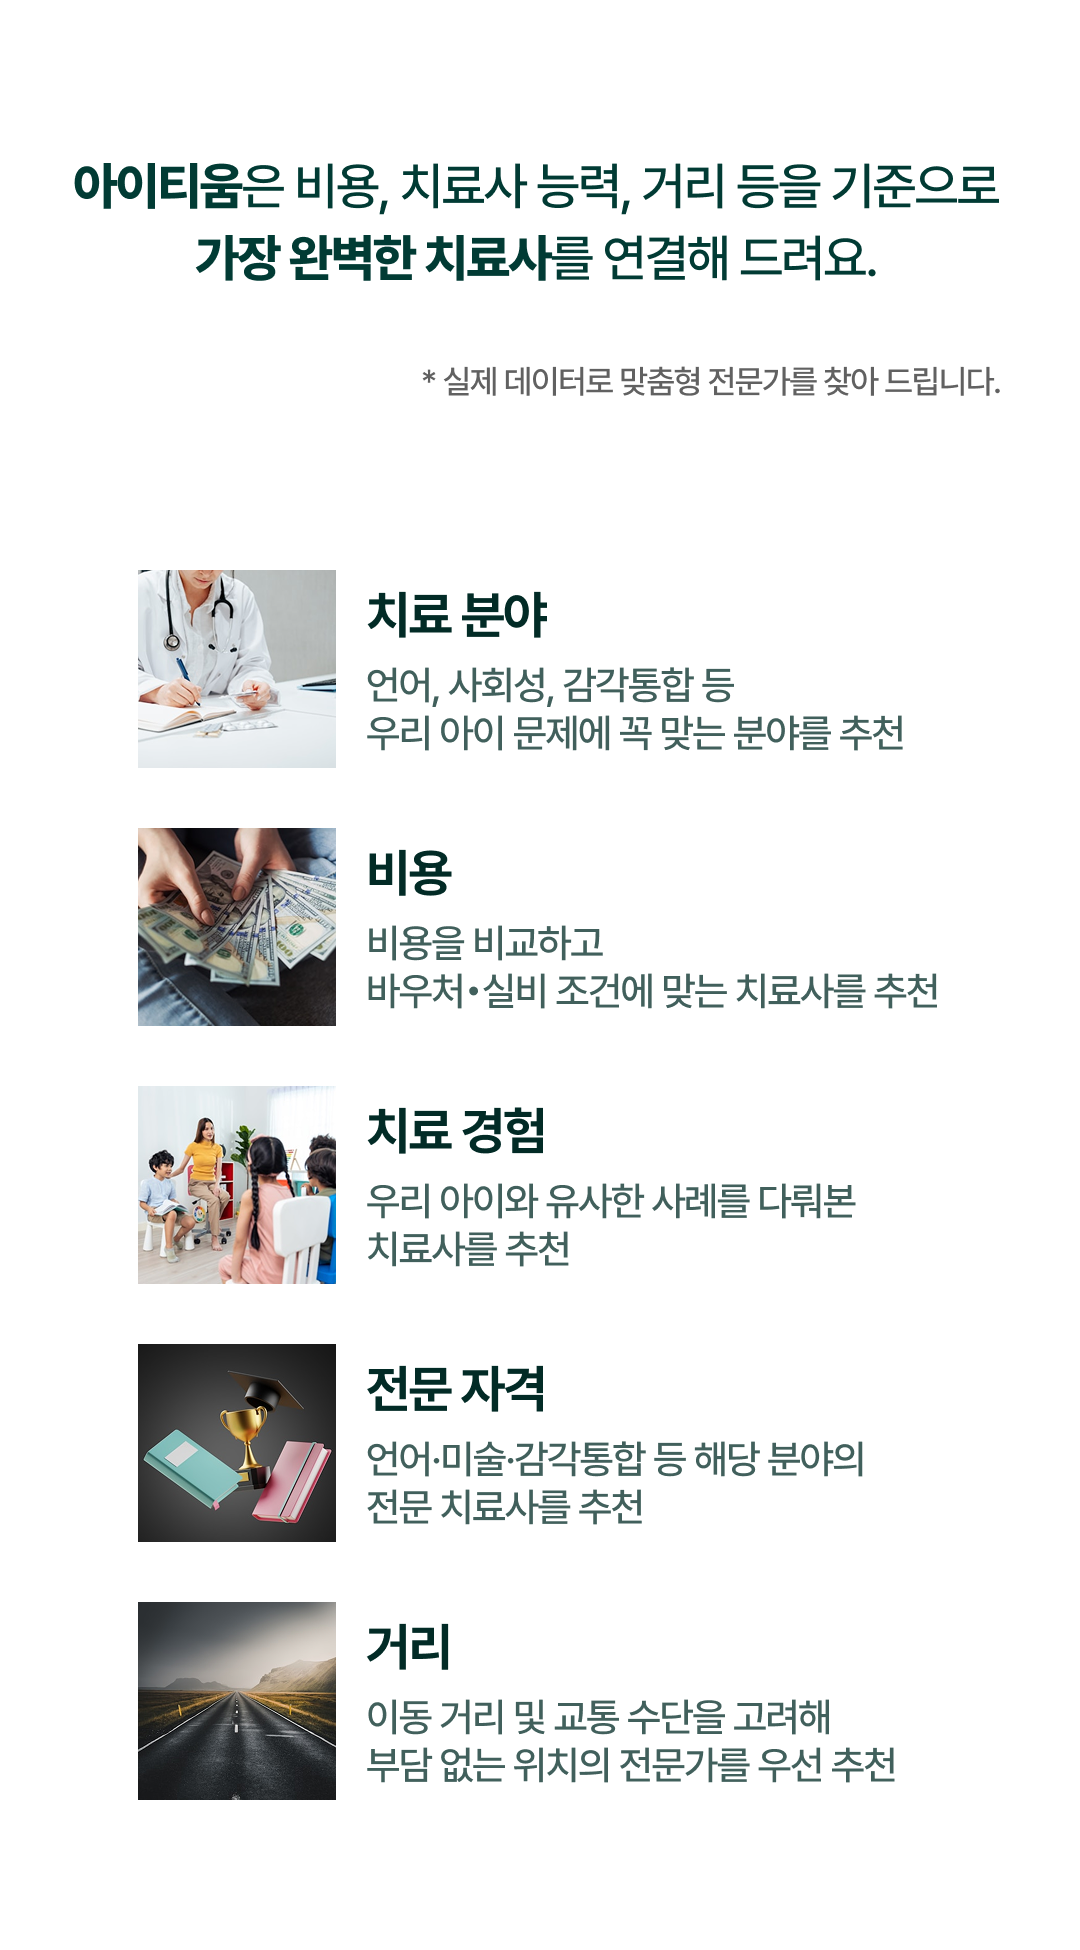 아이티움은 비용, 치료사 능력, 거리 등을 기준으로
가장 완벽한 치료사를 연결해 드려요.
* 실제 데이터로 맞춤형 전문가를 찾아 드립니다.
치료 분야
언어, 사회성, 감각통합 등
우리 아이 문제에 꼭 맞는 분야를 추천
비용
비용을 비교하고
바우처•실비 조건에 맞는 치료사를 추천
치료 경험
우리 아이와 유사한 사례를 다뤄본
치료사를 추천
전문 자격
언어·미술·감각통합 등 해당 분야의
전문 치료사를 추천
거리
이동 거리 및 교통 수단을 고려해
부담 없는 위치의 전문가를 우선 추천